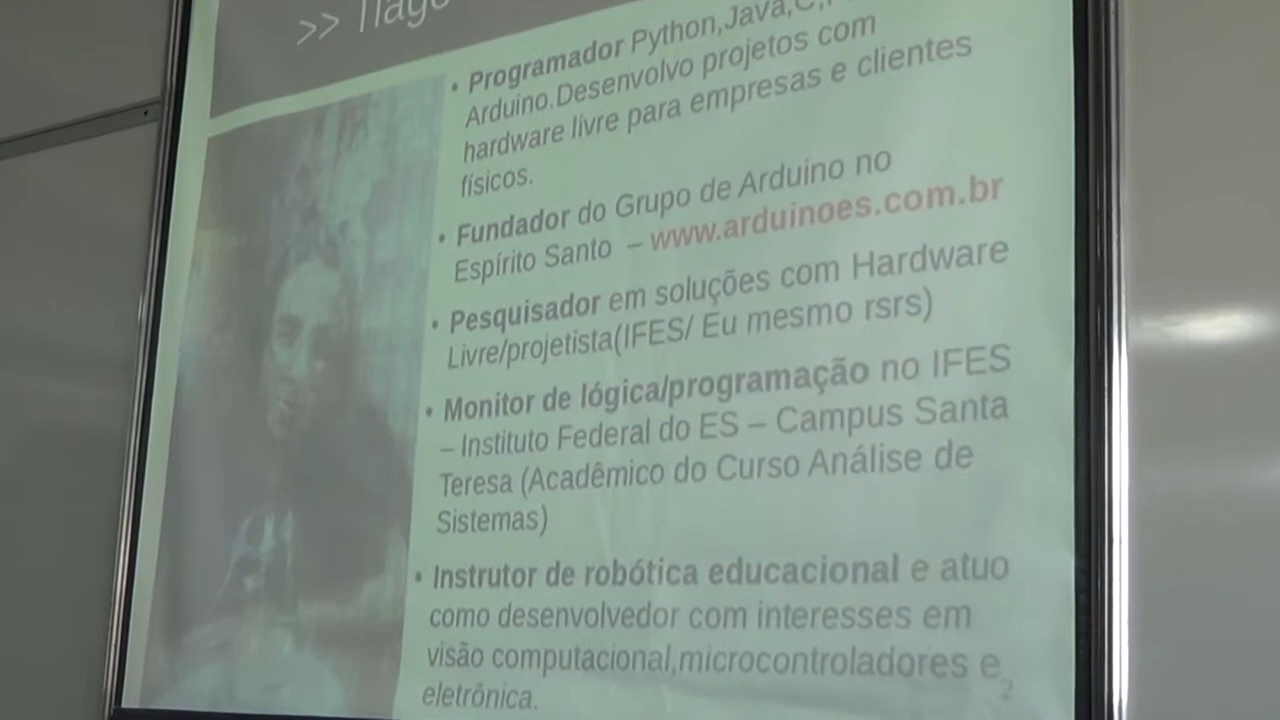 >> Tiago
• Programador Python,Java,C,
Arduino.Desenvolvo projetos com
hardware livre para empresas e clientes
físicos.
• Fundador do Grupo de Arduino no
Espírito Santo – www.arduinoes.com.br
• Pesquisador em soluções com Hardware
Livre/projetista(IFES/ Eu mesmo rsrs)
• Monitor de lógica/programação no IFES
– Instituto Federal do ES – Campus Santa
Teresa (Acadêmico do Curso Análise de
Sistemas)
• Instrutor de robótica educacional e atuo
como desenvolvedor com interesses em
visão computacional,microcontroladores e
eletrônica.
2